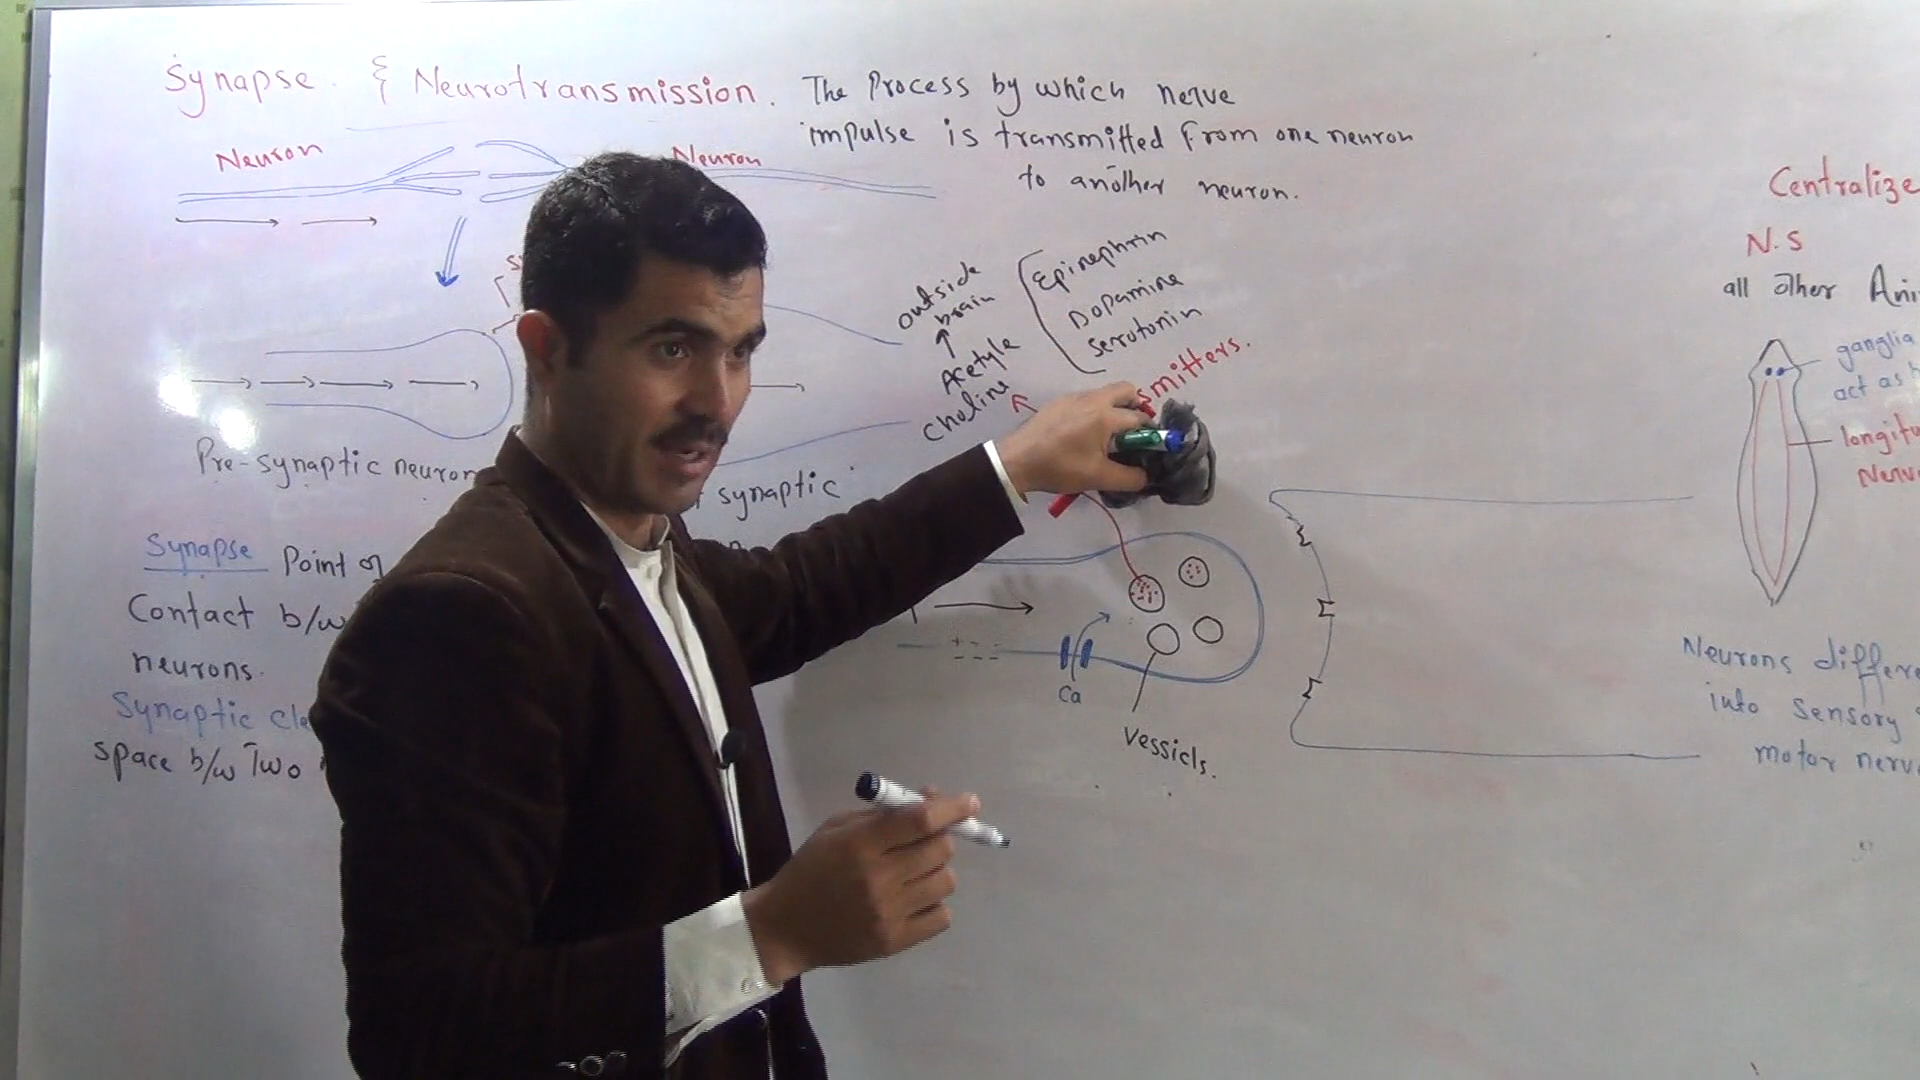 Synapse & Neurotransmission. The Process by which nerve
impulse is transmitted from one neuron
to another neuron.
Neuron
Neuron
Pre-synaptic neuron
synaptic
Synapse Point of
Contact b/w
neurons.
Synaptic cle
space b/w Two
outside
brain
Acetyle
choline
Epinephrin
Dopamine
Serotonin
smitters.
+
- - -
Ca
Vessicls.
Centralize
N.S
all other Ani
ganglia
act as
longitu
Nerv
Neurons differe
into sensory
motor nerv